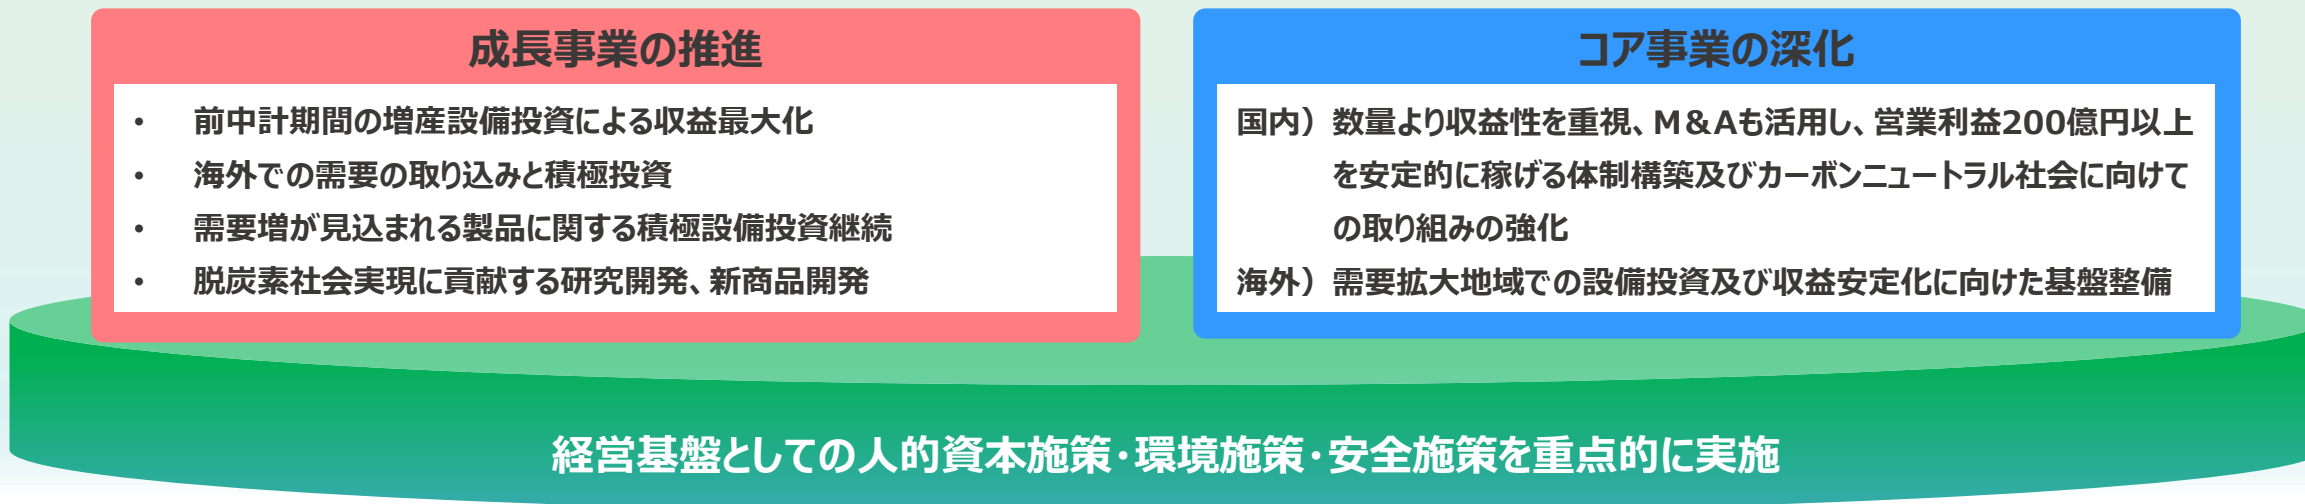 成長事業の推進
• 前中計期間の増産設備投資による収益最大化
• 海外での需要の取り込みと積極投資
• 需要増が見込まれる製品に関する積極設備投資継続
• 脱炭素社会実現に貢献する研究開発、新商品開発
コア事業の深化
国内）数量より収益性を重視、M＆Aも活用し、営業利益200億円以上
を安定的に稼げる体制構築及びカーボンニュートラル社会に向けて
の取り組みの強化
海外）需要拡大地域での設備投資及び収益安定化に向けた基盤整備
経営基盤としての人的資本施策・環境施策・安全施策を重点的に実施